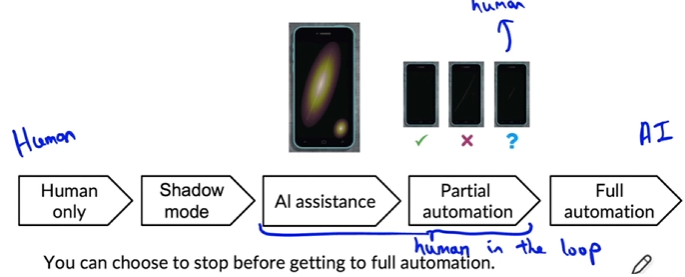 human
Human
AI
✓ ✗ ?
Human
only
Shadow
mode
AI assistance
Partial
automation
Full
automation
human in the loop
You can choose to stop before getting to full automation.